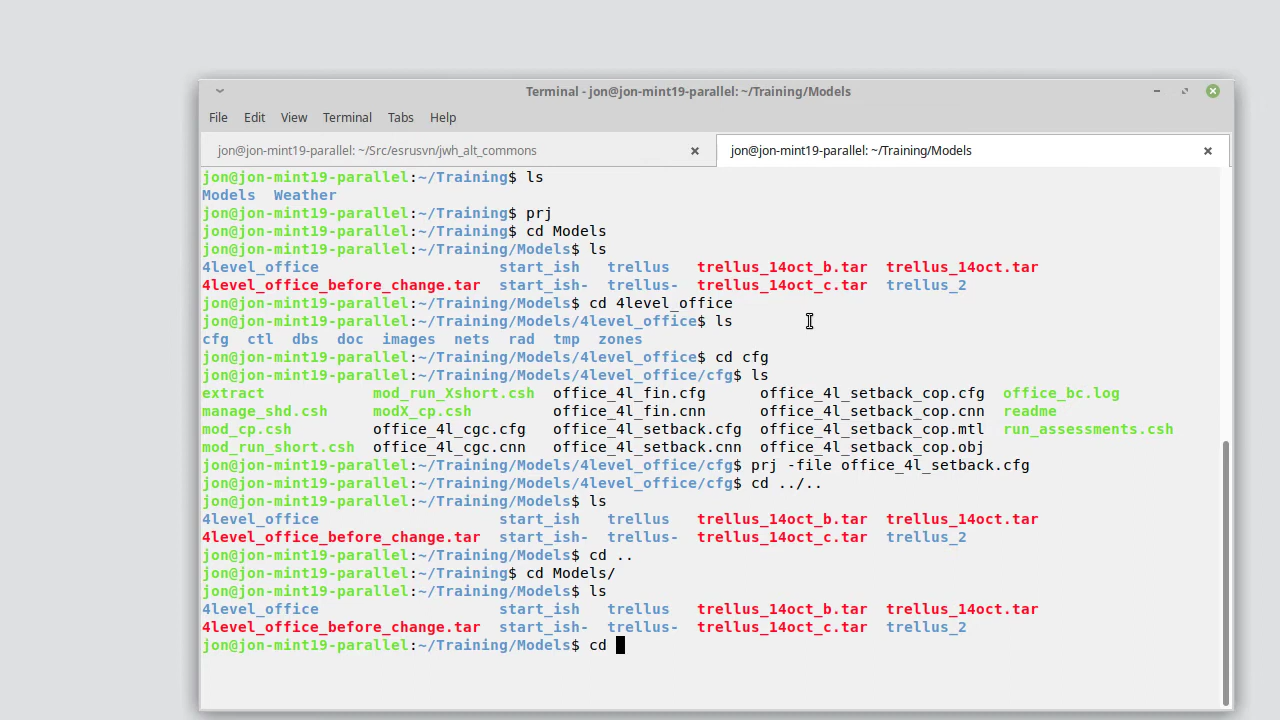 Terminal - jon@jon-mint19-parallel: ~/Training/Models
File Edit View Terminal Tabs Help
jon@jon-mint19-parallel: ~/Src/esrusvn/jwh_alt_commons jon@jon-mint19-parallel: ~/Training/Models
jon@jon-mint19-parallel:~/Training$ ls
Models  Weather
jon@jon-mint19-parallel:~/Training$ prj
jon@jon-mint19-parallel:~/Training$ cd Models
jon@jon-mint19-parallel:~/Training/Models$ ls
4level_office                    start_ish   trellus   trellus_14oct_b.tar  trellus_14oct.tar
4level_office_before_change.tar  start_ish-  trellus-  trellus_14oct_c.tar  trellus_2
jon@jon-mint19-parallel:~/Training/Models$ cd 4level_office
jon@jon-mint19-parallel:~/Training/Models/4level_office$ ls
cfg  ctl  dbs  doc  images  nets  rad  tmp  zones
jon@jon-mint19-parallel:~/Training/Models/4level_office$ cd cfg
jon@jon-mint19-parallel:~/Training/Models/4level_office/cfg$ ls
extract            mod_run_Xshort.csh  office_4l_fin.cfg      office_4l_setback_cop.cfg  office_bc.log
manage_shd.csh     modX_cp.csh         office_4l_fin.cnn      office_4l_setback_cop.cnn  readme
mod_cp.csh         office_4l_cgc.cfg   office_4l_setback.cfg  office_4l_setback_cop.mtl  run_assessments.csh
mod_run_short.csh  office_4l_cgc.cnn   office_4l_setback.cnn  office_4l_setback_cop.obj
jon@jon-mint19-parallel:~/Training/Models/4level_office/cfg$ prj -file office_4l_setback.cfg
jon@jon-mint19-parallel:~/Training/Models/4level_office/cfg$ cd ../..
jon@jon-mint19-parallel:~/Training/Models$ ls
4level_office                    start_ish   trellus   trellus_14oct_b.tar  trellus_14oct.tar
4level_office_before_change.tar  start_ish-  trellus-  trellus_14oct_c.tar  trellus_2
jon@jon-mint19-parallel:~/Training/Models$ cd ..
jon@jon-mint19-parallel:~/Training$ cd Models/
jon@jon-mint19-parallel:~/Training/Models$ ls
4level_office                    start_ish   trellus   trellus_14oct_b.tar  trellus_14oct.tar
4level_office_before_change.tar  start_ish-  trellus-  trellus_14oct_c.tar  trellus_2
jon@jon-mint19-parallel:~/Training/Models$ cd